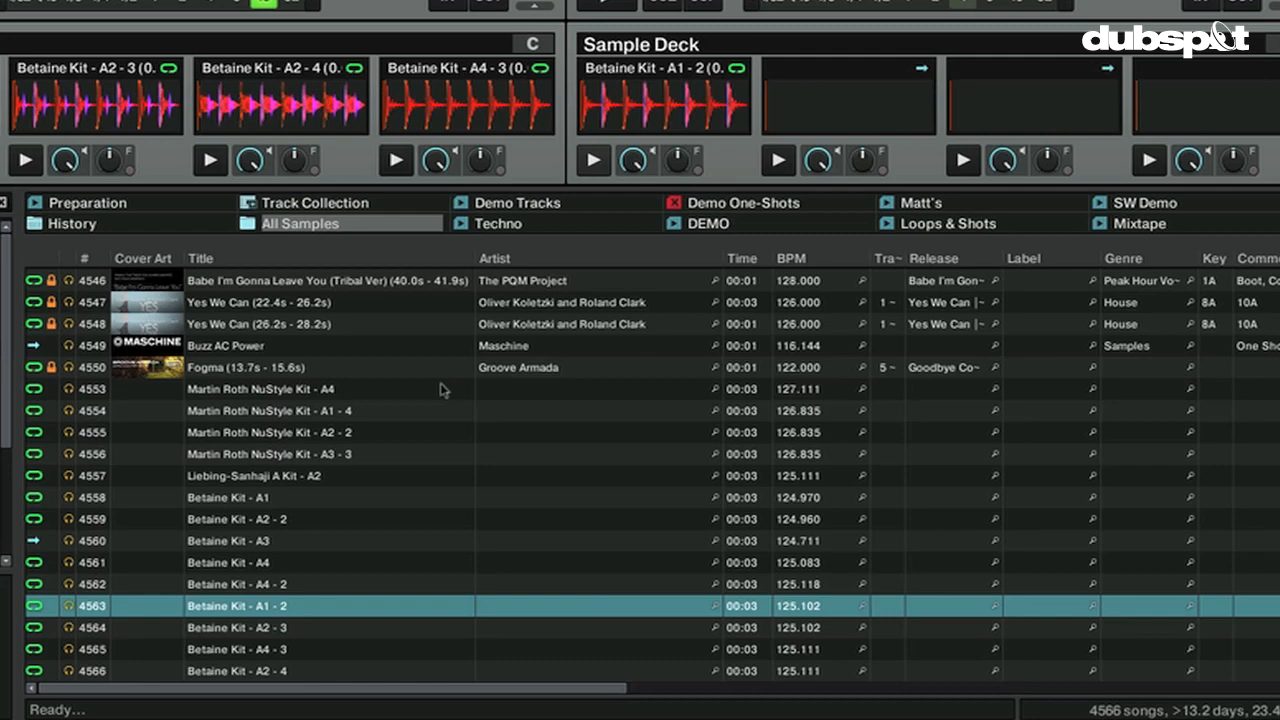 dubspot
C
Sample Deck
Betaine Kit - A2 - 3 (0.
Betaine Kit - A2 - 4 (0.
Betaine Kit - A4 - 3 (0.
Betaine Kit - A1 - 2 (0.
F F F F F F F
Preparation Track Collection Demo Tracks Demo One-Shots Matt's SW Demo
History All Samples Techno DEMO Loops & Shots Mixtape
# Cover Art Title Artist Time BPM Tra~ Release Label Genre Key Comm
4546 Babe I'm Gonna Leave You (Tribal Ver) (40.0s - 41.9s) The PQM Project 00:01 128.000 Babe I'm Gon~ Peak Hour Vo~ 1A Boot, Co
4547 YES Yes We Can (22.4s - 26.2s) Oliver Koletzki and Roland Clark 00:03 126.000 1 ~ Yes We Can |~ House 8A 10A
4548 YES Yes We Can (26.2s - 28.2s) Oliver Koletzki and Roland Clark 00:01 126.000 1 ~ Yes We Can |~ House 8A 10A
4549 MASCHINE Buzz AC Power Maschine 00:01 116.144 Samples One Sho
4550 Fogma (13.7s - 15.6s) Groove Armada 00:01 122.000 5 ~ Goodbye Co~
4553 Martin Roth NuStyle Kit - A4 00:03 127.111
4554 Martin Roth NuStyle Kit - A1 - 4 00:03 126.835
4555 Martin Roth NuStyle Kit - A2 - 2 00:03 126.835
4556 Martin Roth NuStyle Kit - A3 - 3 00:03 126.835
4557 Liebing-Sanhaji A Kit - A2 00:03 125.111
4558 Betaine Kit - A1 00:03 124.970
4559 Betaine Kit - A2 - 2 00:03 124.960
4560 Betaine Kit - A3 00:03 124.711
4561 Betaine Kit - A4 00:03 125.083
4562 Betaine Kit - A4 - 2 00:03 125.118
4563 Betaine Kit - A1 - 2 00:03 125.102
4564 Betaine Kit - A2 - 3 00:03 125.102
4565 Betaine Kit - A4 - 3 00:03 125.111
4566 Betaine Kit - A2 - 4 00:03 125.111
Ready... 4566 songs, >13.2 days, 23.4